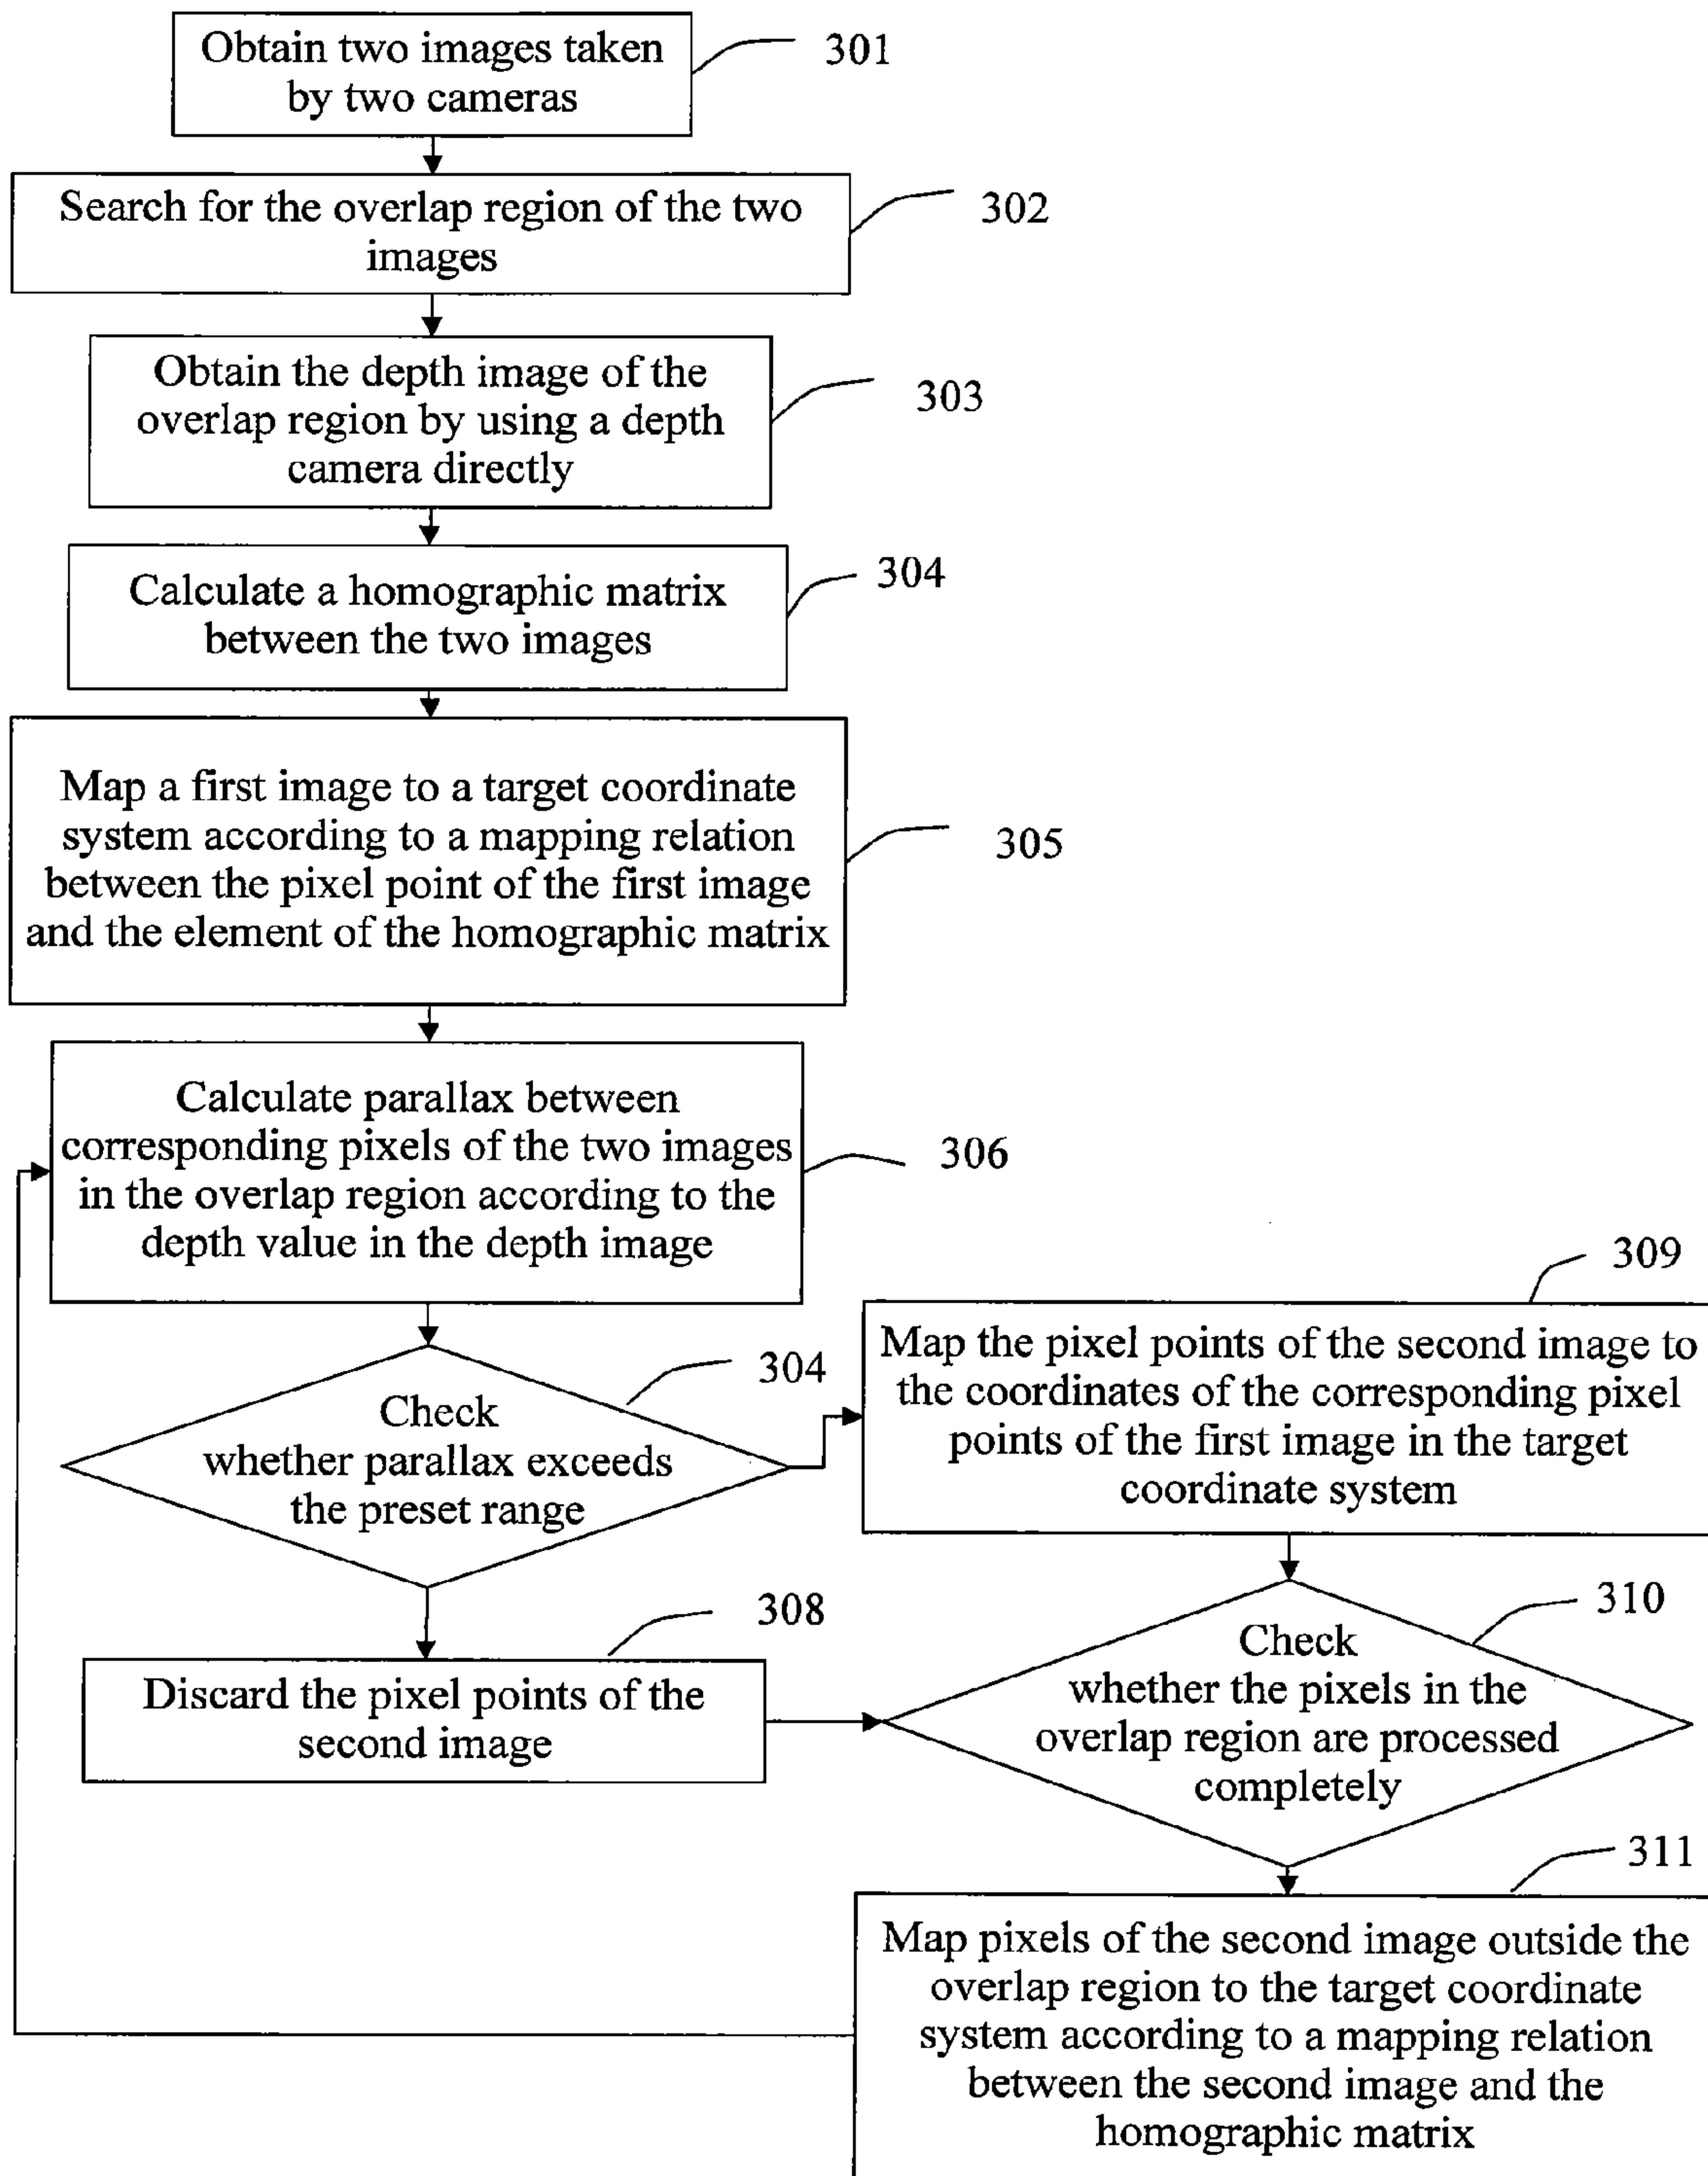 Obtain two images taken
by two cameras
301
Search for the overlap region of the two
images
302
Obtain the depth image of the
overlap region by using a depth
camera directly
303
Calculate a homographic matrix
between the two images
304
Map a first image to a target coordinate
system according to a mapping relation
between the pixel point of the first image
and the element of the homographic matrix
305
Calculate parallax between
corresponding pixels of the two images
in the overlap region according to the
depth value in the depth image
306
Check
whether parallax exceeds
the preset range
304
Discard the pixel points of the
second image
308
Map the pixel points of the second image to
the coordinates of the corresponding pixel
points of the first image in the target
coordinate system
309
Check
whether the pixels in the
overlap region are processed
completely
310
Map pixels of the second image outside the
overlap region to the target coordinate
system according to a mapping relation
between the second image and the
homographic matrix
311